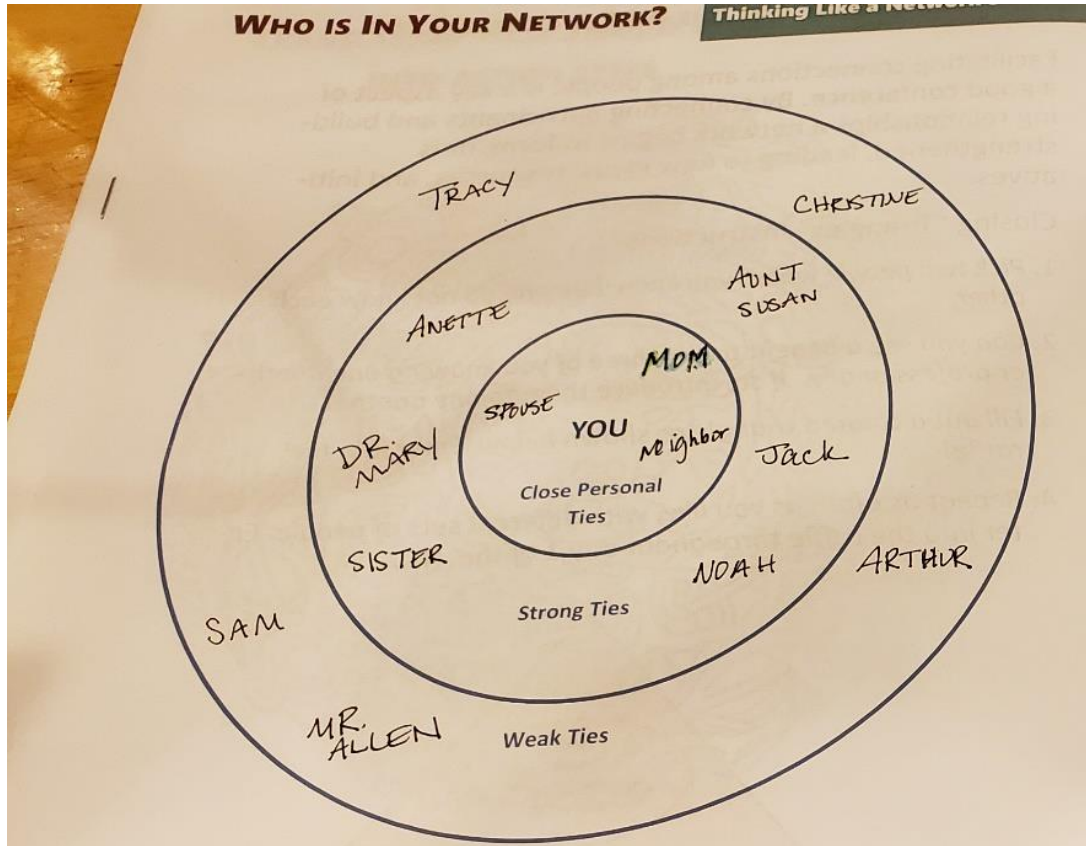 WHO IS IN YOUR NETWORK?
Thinking Like a
TRACY
CHRISTINE
AUNT
SUSAN
ANETTE
MOM
SPOUSE
YOU
Neighbor
DR.
MARY
Jack
Close Personal
Ties
SISTER
NOAH
ARTHUR
Strong Ties
SAM
MR.
ALLEN
Weak Ties